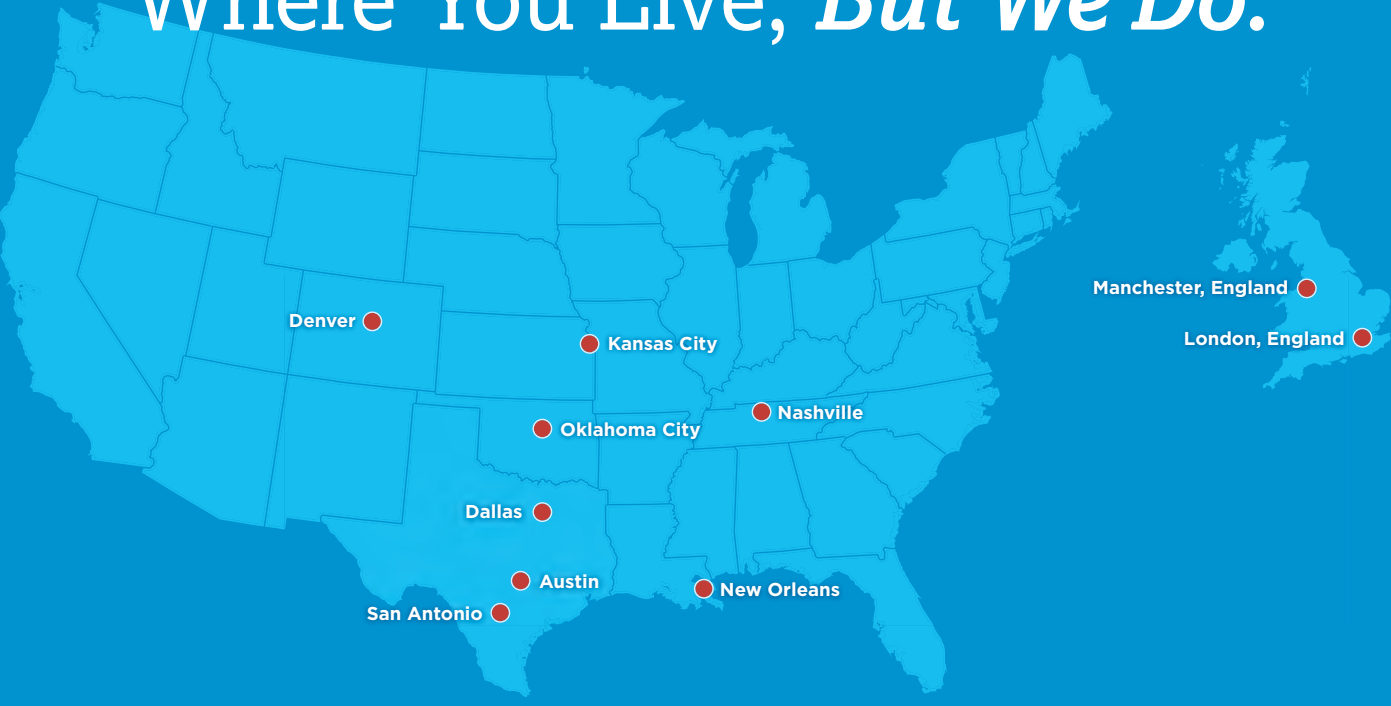 Where You Live, But We Do.
Manchester, England
Denver
London, England
Kansas City
Nashville
Oklahoma City
Dallas
Austin
New Orleans
San Antonio